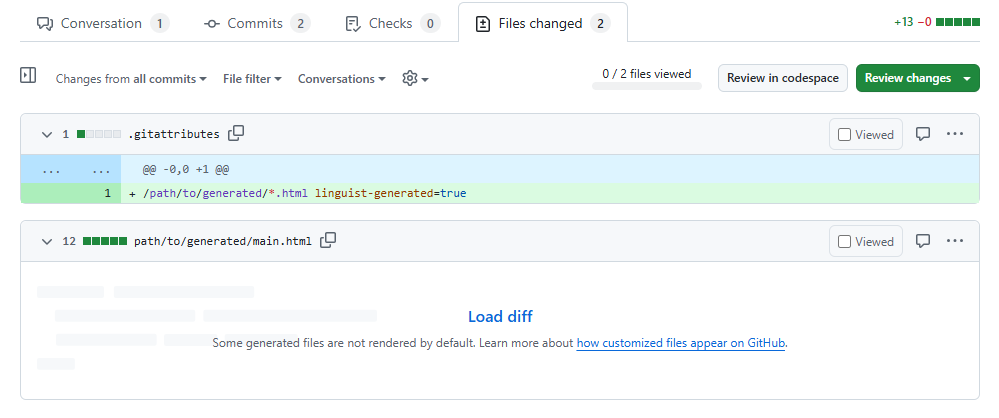 Conversation 1 Commits 2 Checks 0 Files changed 2 +13 −0
Changes from all commits File filter Conversations 0 / 2 files viewed Review in codespace Review changes
1 .gitattributes Viewed
... ... @@ -0,0 +1 @@
1 + /path/to/generated/*.html linguist-generated=true
12 path/to/generated/main.html Viewed
Load diff
Some generated files are not rendered by default. Learn more about how customized files appear on GitHub.